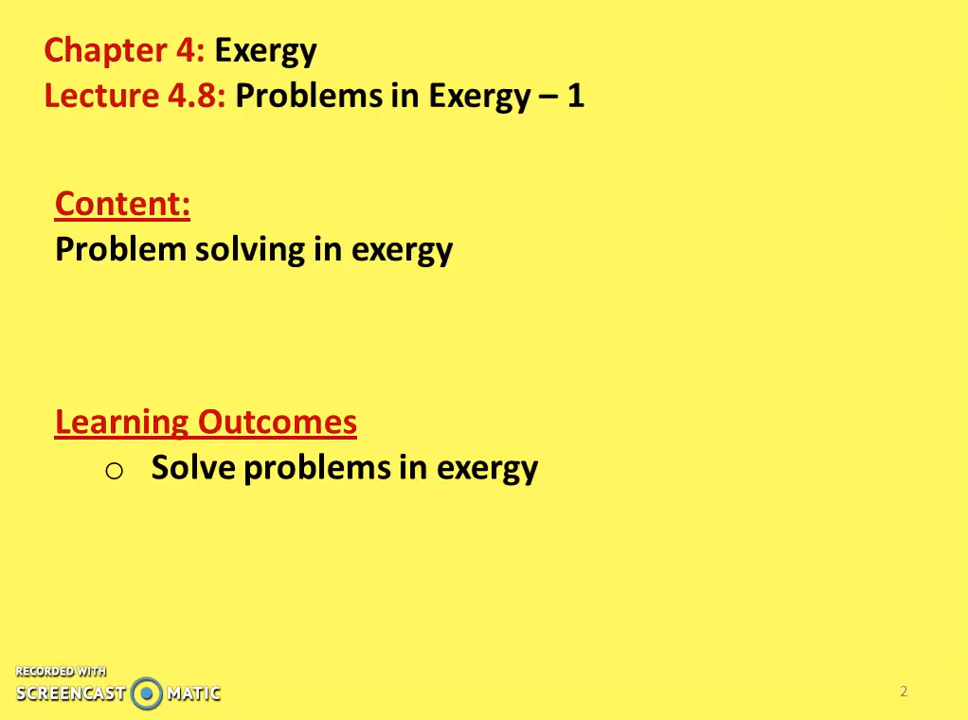 Chapter 4: Exergy
Lecture 4.8: Problems in Exergy – 1
Content:
Problem solving in exergy
Learning Outcomes
o Solve problems in exergy
RECORDED WITH
SCREENCAST MATIC
2